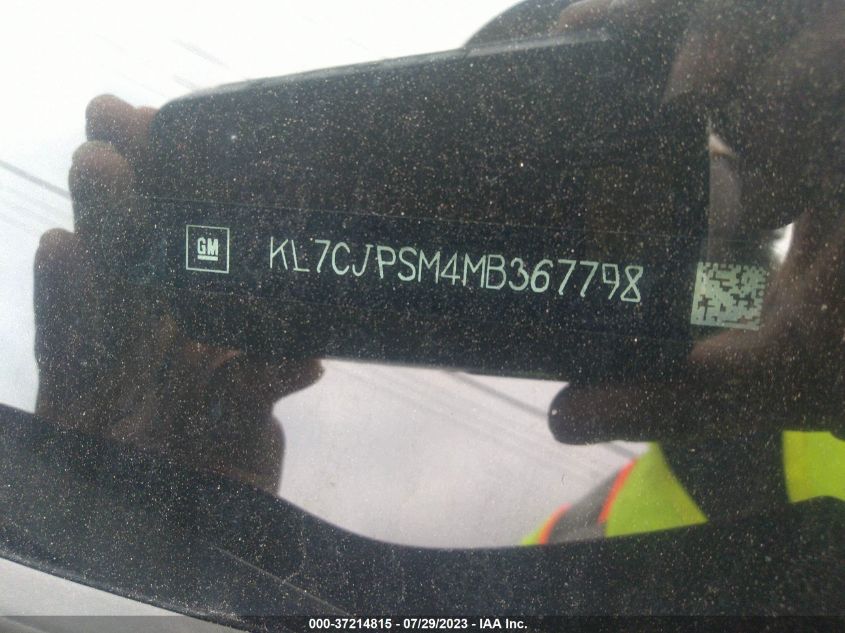 GM
KL7CJPSM4MB367798
000-37214815 - 07/29/2023 - IAA Inc.